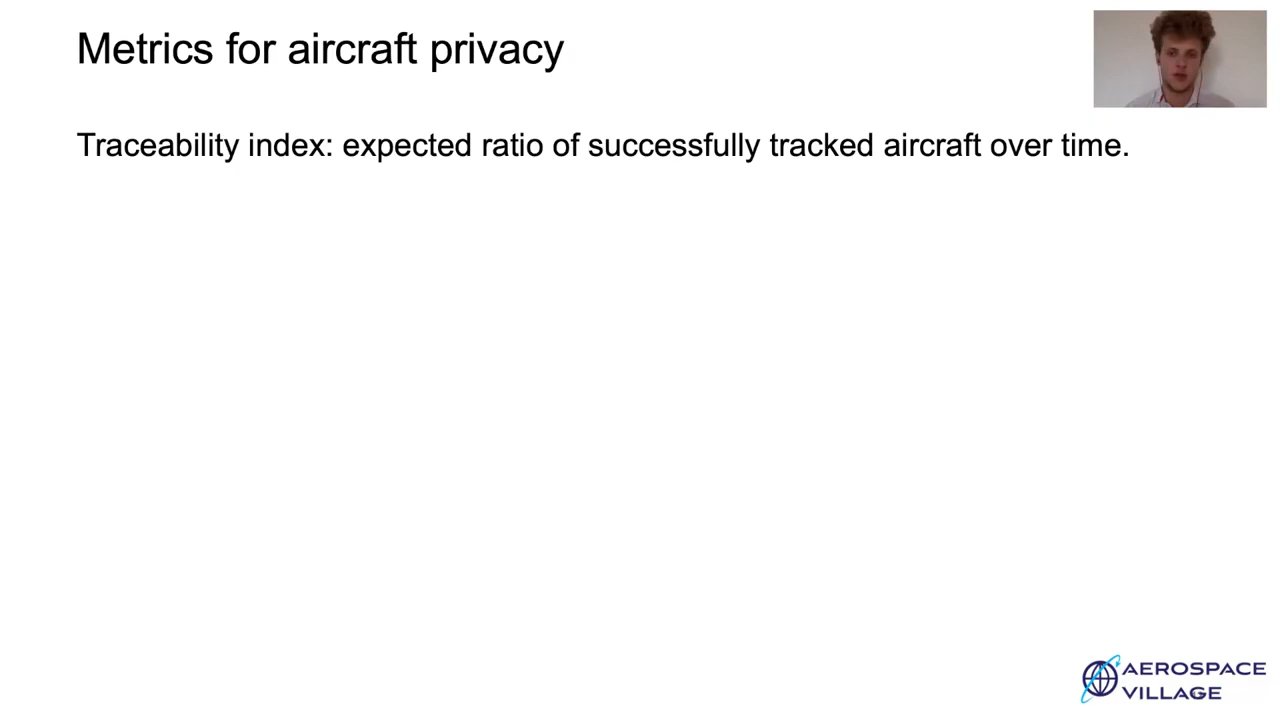 Metrics for aircraft privacy
Traceability index: expected ratio of successfully tracked aircraft over time.
AEROSPACE
VILLAGE